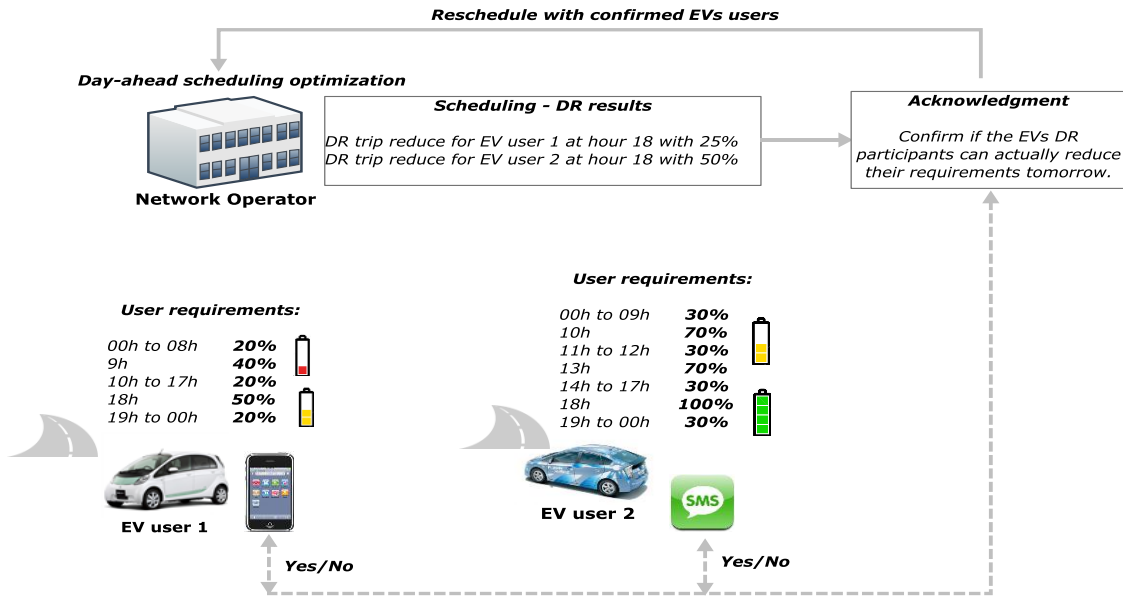 Reschedule with confirmed EVs users
Day-ahead scheduling optimization
Network Operator
Scheduling - DR results
DR trip reduce for EV user 1 at hour 18 with 25%
DR trip reduce for EV user 2 at hour 18 with 50%
Acknowledgment
Confirm if the EVs DR
participants can actually reduce
their requirements tomorrow.
User requirements:
00h to 08h 20%
9h 40%
10h to 17h 20%
18h 50%
19h to 00h 20%
EV user 1
Yes/No
User requirements:
00h to 09h 30%
10h 70%
11h to 12h 30%
13h 70%
14h to 17h 30%
18h 100%
19h to 00h 30%
EV user 2
SMS
Yes/No